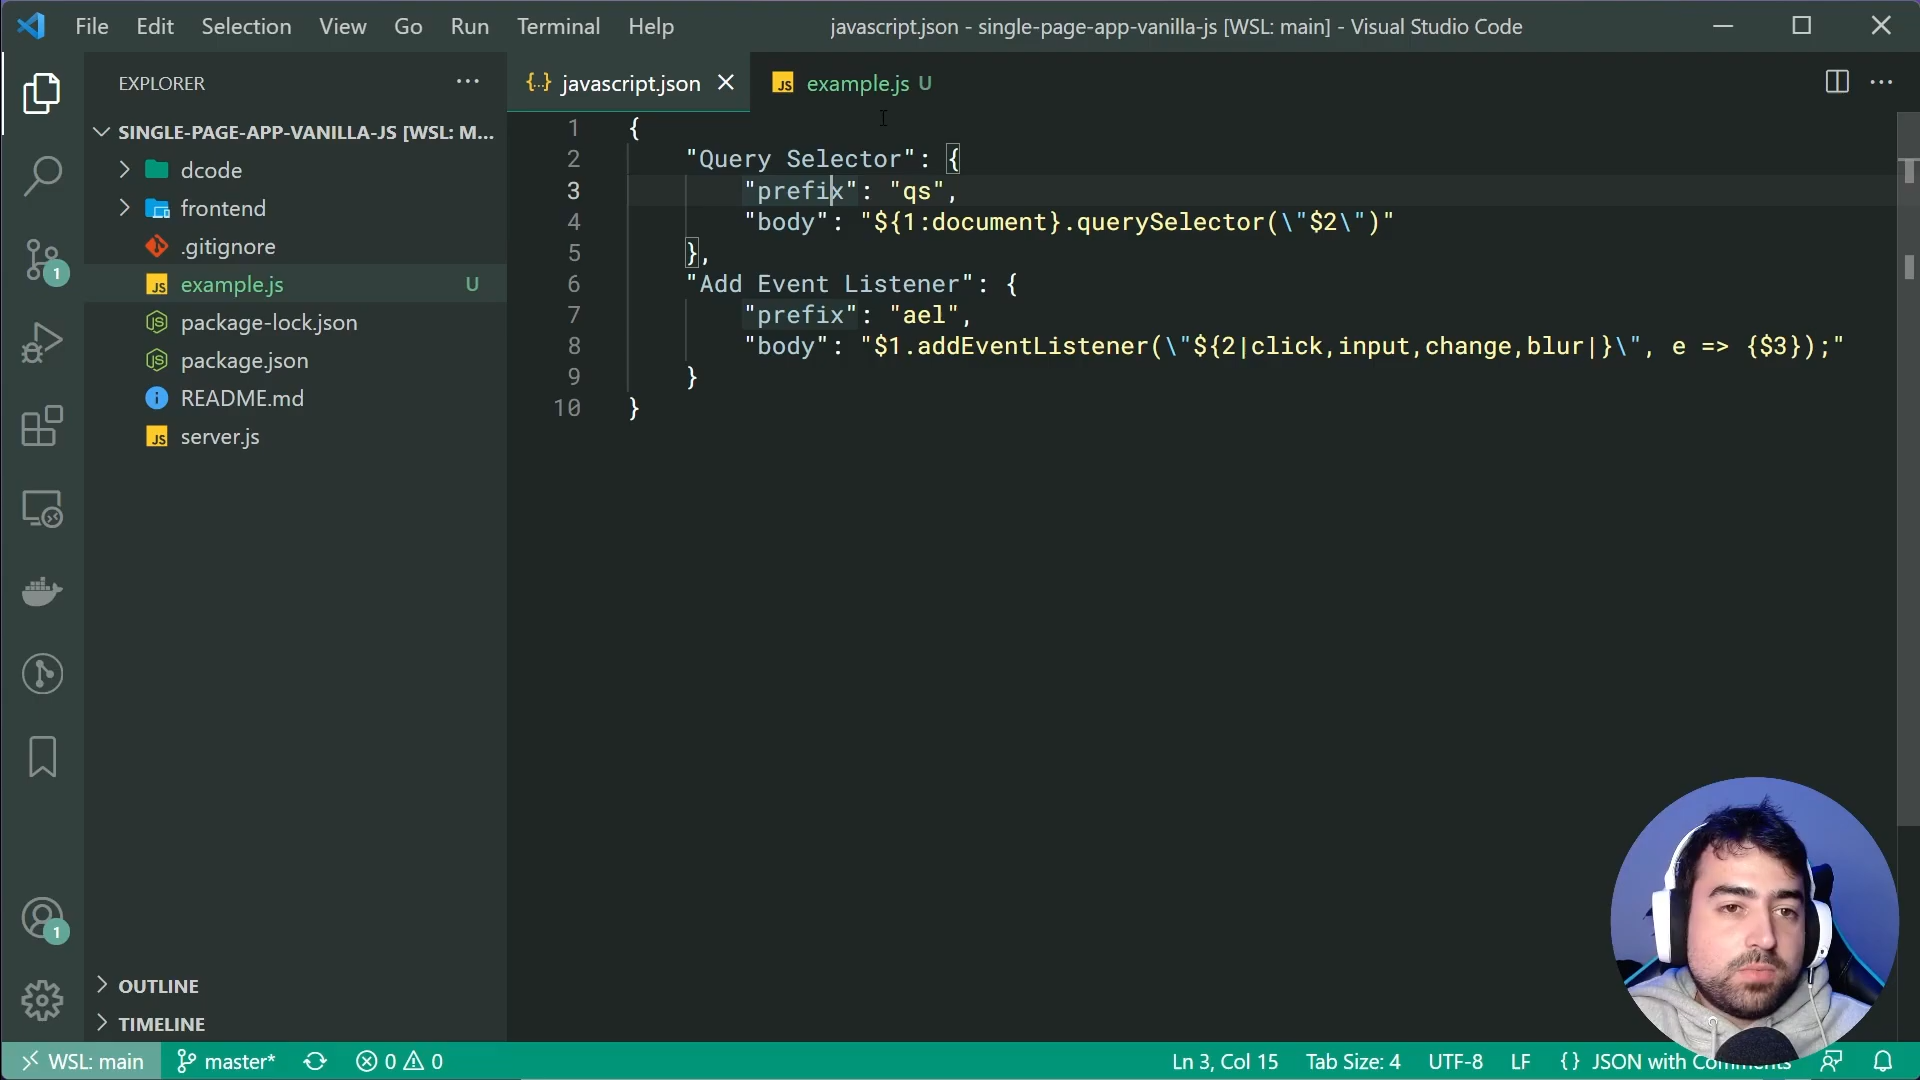 File Edit Selection View Go Run Terminal Help
javascript.json - single-page-app-vanilla-js [WSL: main] - Visual Studio Code
EXPLORER
javascript.json
example.js U
SINGLE-PAGE-APP-VANILLA-JS [WSL: M...
dcode
frontend
.gitignore
example.js U
package-lock.json
package.json
README.md
server.js
1 {
2 "Query Selector": {
3 "prefix": "qs",
4 "body": "${1:document}.querySelector(\"$2\")"
5 },
6 "Add Event Listener": {
7 "prefix": "ael",
8 "body": "$1.addEventListener(\"${2|click,input,change,blur|}\", e => {$3});"
9 }
10 }
1
1
OUTLINE
TIMELINE
WSL: main master* 0 0 Ln 3, Col 15 Tab Size: 4 UTF-8 LF {} JSON with Comments